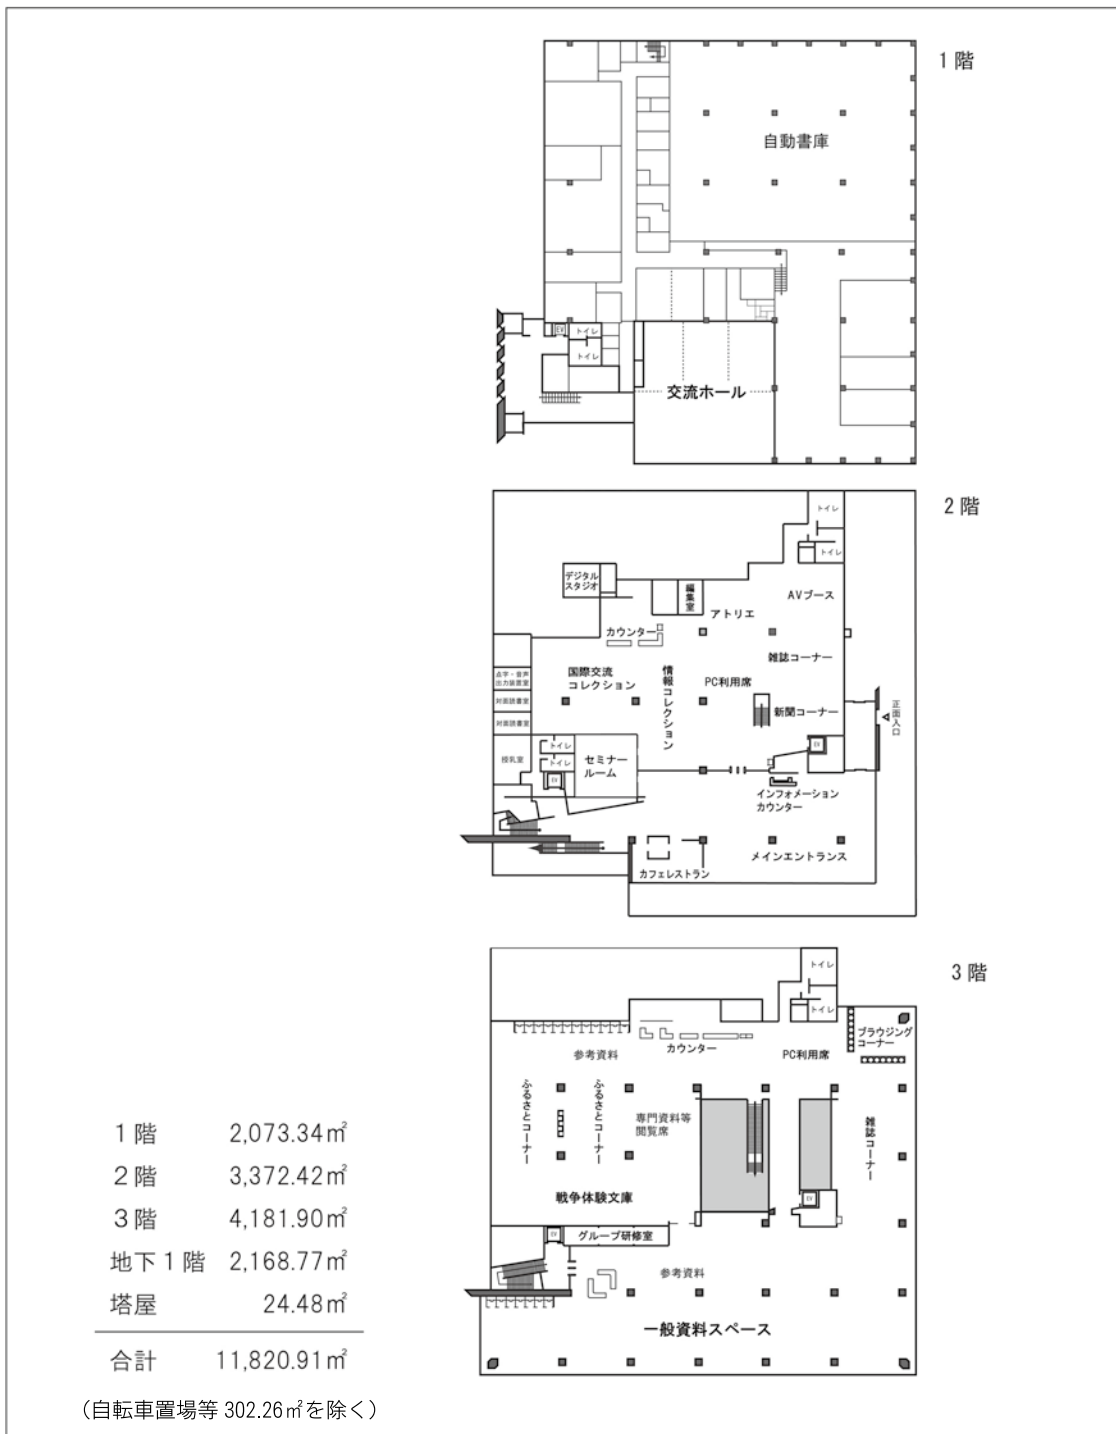 1階
自動書庫
EV
トイレ
トイレ
交流ホール
2階
トイレ
トイレ
デジタル
スタジオ
編集室
AVブース
アトリエ
カウンター
雑誌コーナー
国際交流
コレクション
情報コレクション
PC利用席
点字・音声
出力装置室
対面読書室
対面読書室
新聞コーナー
正面入口
授乳室
トイレ
トイレ
EV
セミナー
ルーム
EV
インフォメーション
カウンター
メインエントランス
カフェレストラン
3階
トイレ
トイレ
ブラウジング
コーナー
カウンター
参考資料
PC利用席
ふるさとコーナー
ふるさとコーナー
専門資料等
閲覧席
雑誌コーナー
戦争体験文庫
EV
EV
グループ研修室
参考資料
一般資料スペース
1階 2,073.34㎡
2階 3,372.42㎡
3階 4,181.90㎡
地下1階 2,168.77㎡
塔屋 24.48㎡
合計 11,820.91㎡
（自転車置場等 302.26㎡を除く）